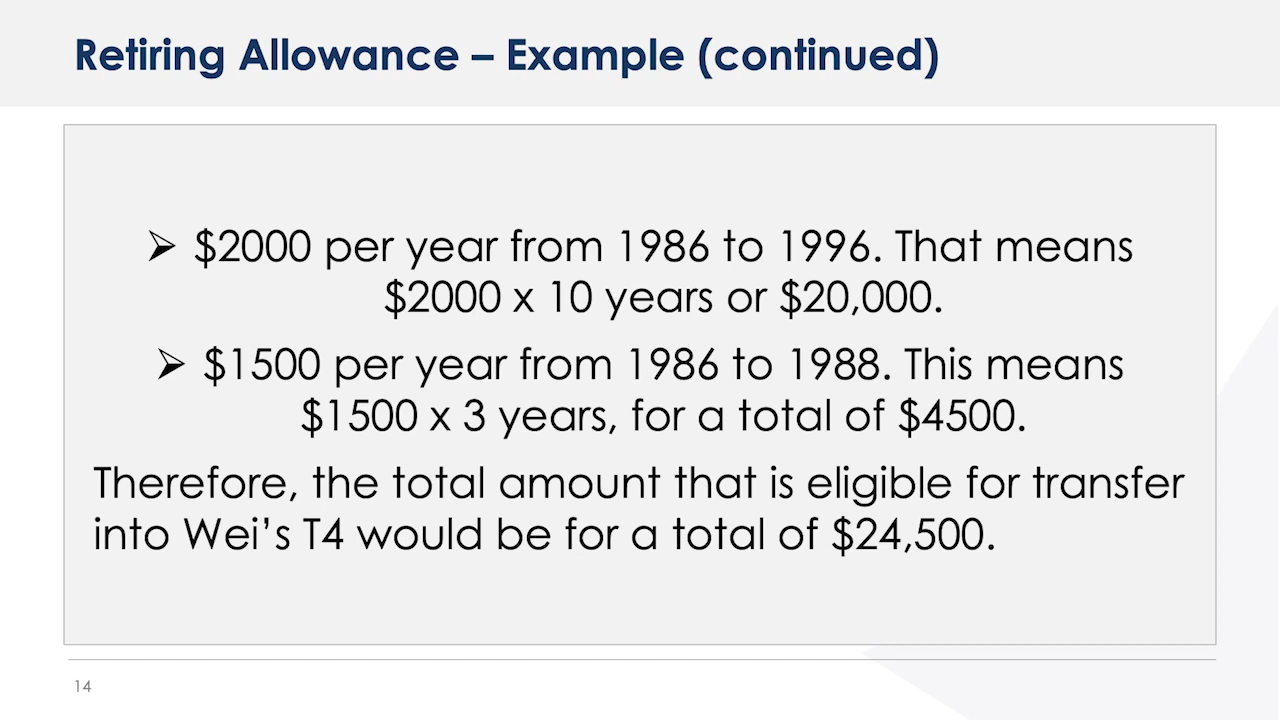 Retiring Allowance – Example (continued)
➢ $2000 per year from 1986 to 1996. That means
$2000 x 10 years or $20,000.
➢ $1500 per year from 1986 to 1988. This means
$1500 x 3 years, for a total of $4500.
Therefore, the total amount that is eligible for transfer
into Wei’s T4 would be for a total of $24,500.
14